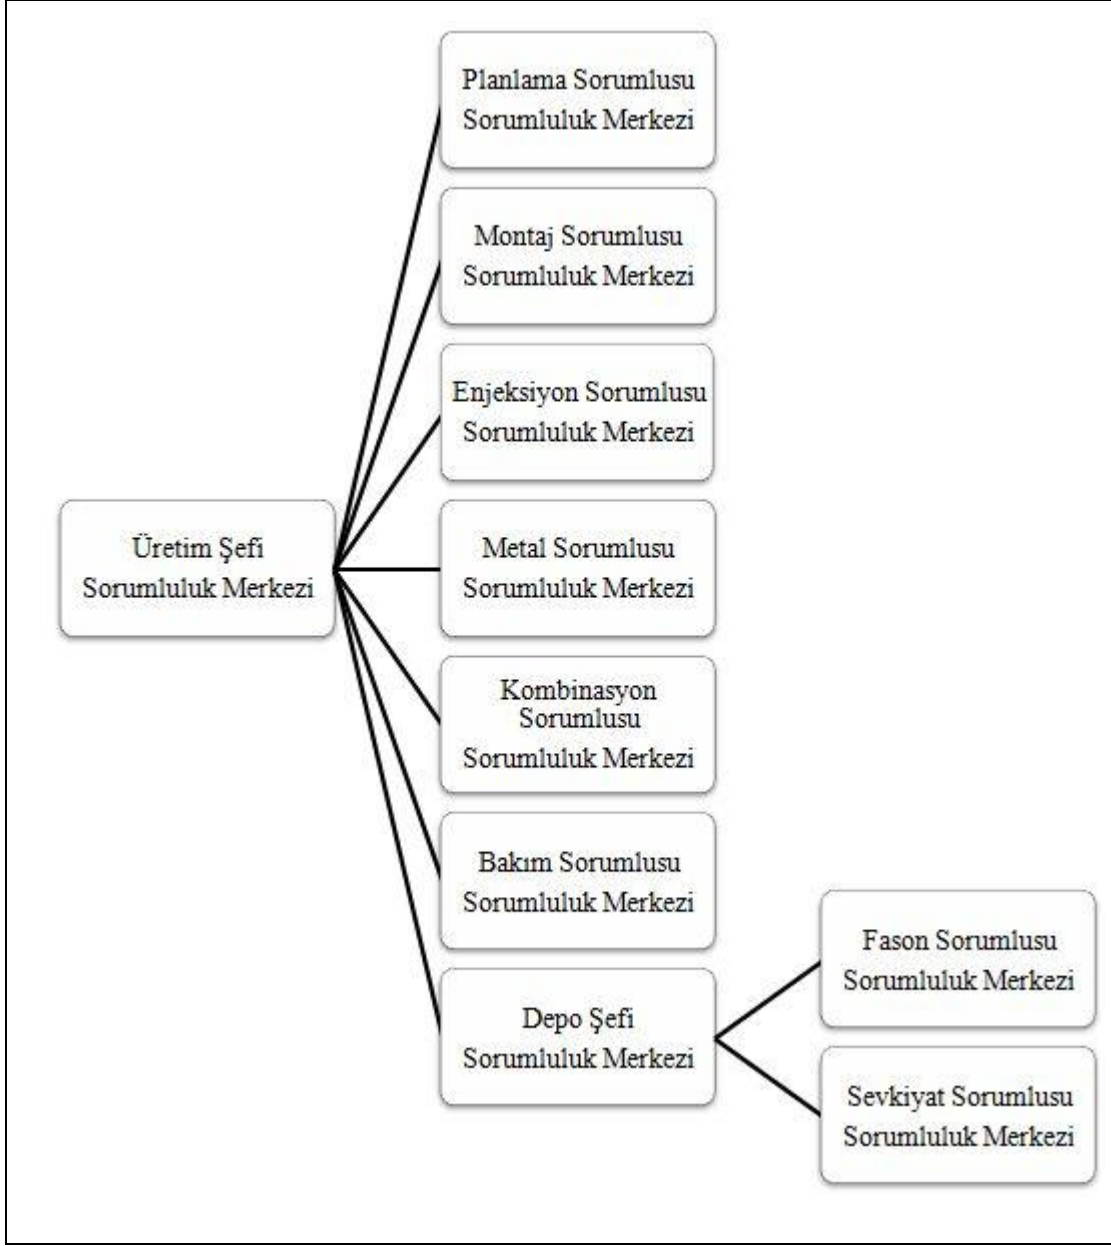 Planlama Sorumlusu
Sorumluluk Merkezi
Montaj Sorumlusu
Sorumluluk Merkezi
Enjeksiyon Sorumlusu
Sorumluluk Merkezi
Üretim Şefi
Sorumluluk Merkezi
Metal Sorumlusu
Sorumluluk Merkezi
Kombinasyon
Sorumlusu
Sorumluluk Merkezi
Bakım Sorumlusu
Sorumluluk Merkezi
Depo Şefi
Sorumluluk Merkezi
Fason Sorumlusu
Sorumluluk Merkezi
Sevkiyat Sorumlusu
Sorumluluk Merkezi